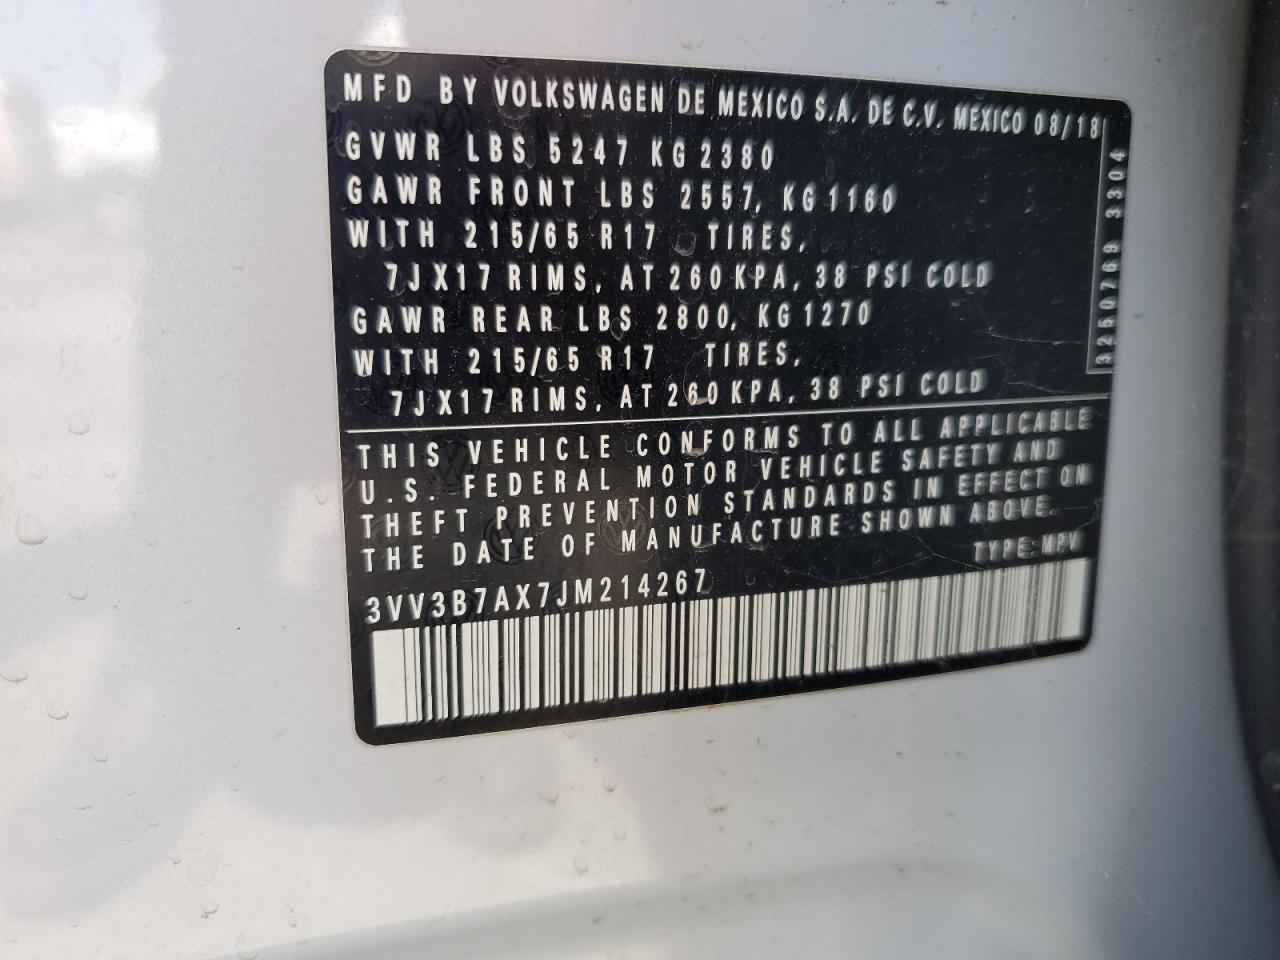 MFD BY VOLKSWAGEN DE MEXICO S.A. DE C.V. MEXICO 08/18
GVWR LBS 5247 KG 2380
GAWR FRONT LBS 2557, KG 1160
WITH 215/65 R17 TIRES,
7JX17 RIMS, AT 260 KPA, 38 PSI COLD
GAWR REAR LBS 2800, KG 1270
WITH 215/65 R17 TIRES,
7JX17 RIMS, AT 260 KPA, 38 PSI COLD
3250769 3304
THIS VEHICLE CONFORMS TO ALL APPLICABLE
U.S. FEDERAL MOTOR VEHICLE SAFETY AND
THEFT PREVENTION STANDARDS IN EFFECT ON
THE DATE OF MANUFACTURE SHOWN ABOVE.
TYPE: MPV
3VV3B7AX7JM214267